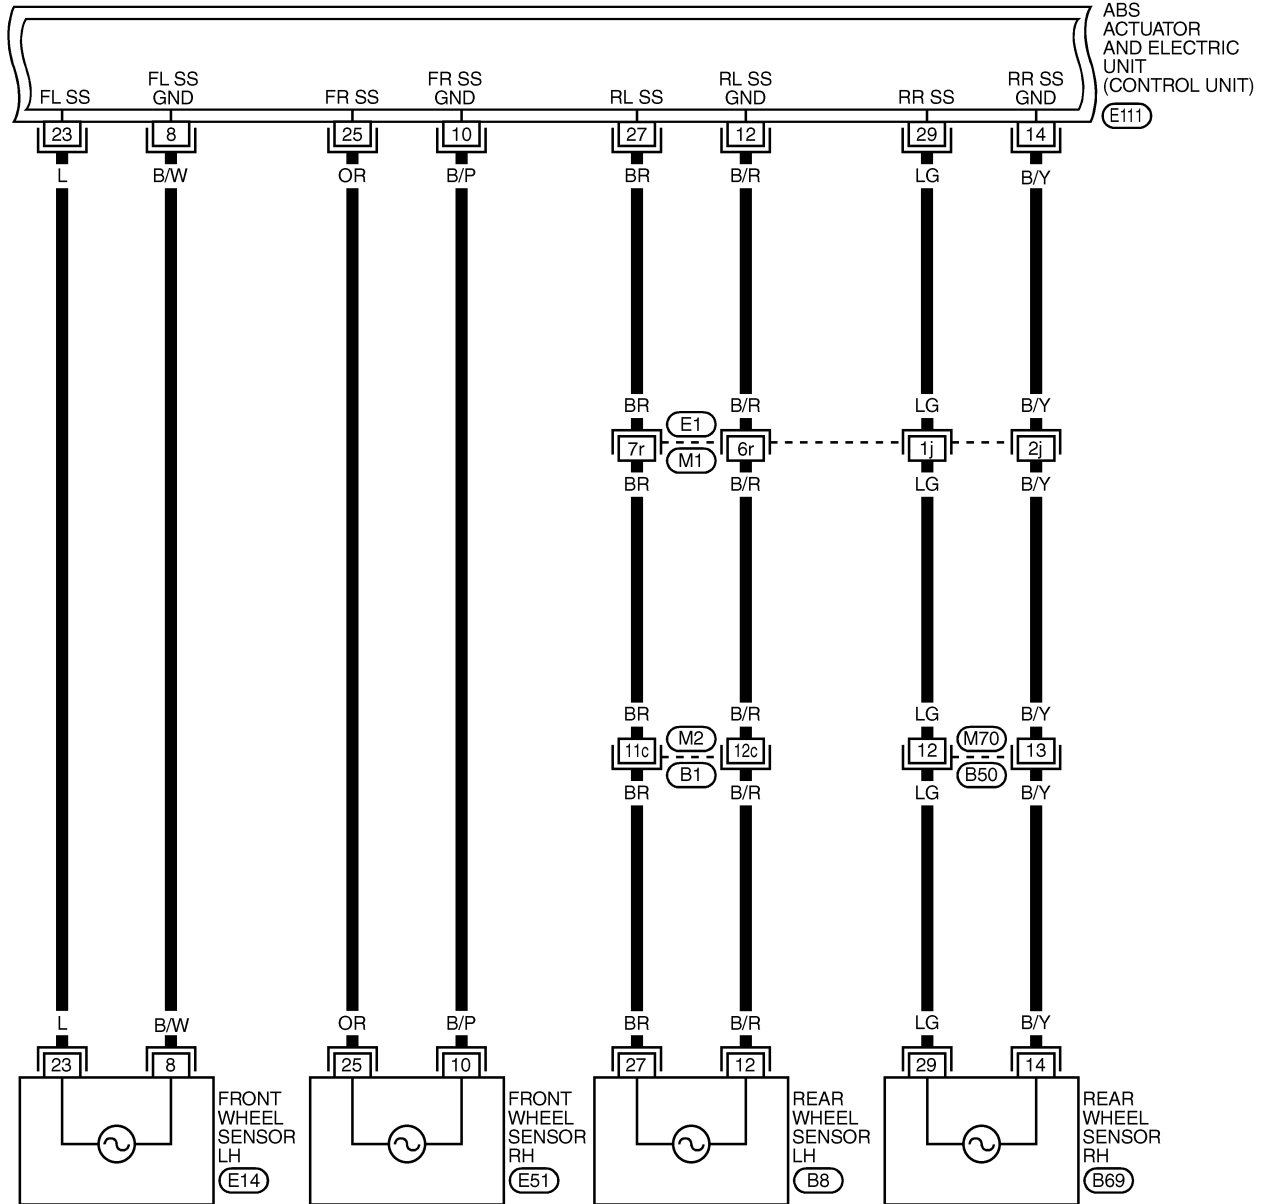 ABS
ACTUATOR
AND ELECTRIC
UNIT
(CONTROL UNIT)
E111
FL SS
FL SS
GND
FR SS
FR SS
GND
RL SS
RL SS
GND
RR SS
RR SS
GND
23 8 25 10 27 12 29 14
L B/W OR B/P BR B/R LG B/Y
BR B/R LG B/Y
E1
7r 6r 1j 2j
M1
BR B/R LG B/Y
BR B/R LG B/Y
M2 M70
11c 12c 12 13
B1 B50
BR B/R LG B/Y
L B/W OR B/P BR B/R LG B/Y
23 8 25 10 27 12 29 14
FRONT
WHEEL
SENSOR
LH
E14
FRONT
WHEEL
SENSOR
RH
E51
REAR
WHEEL
SENSOR
LH
B8
REAR
WHEEL
SENSOR
RH
B69